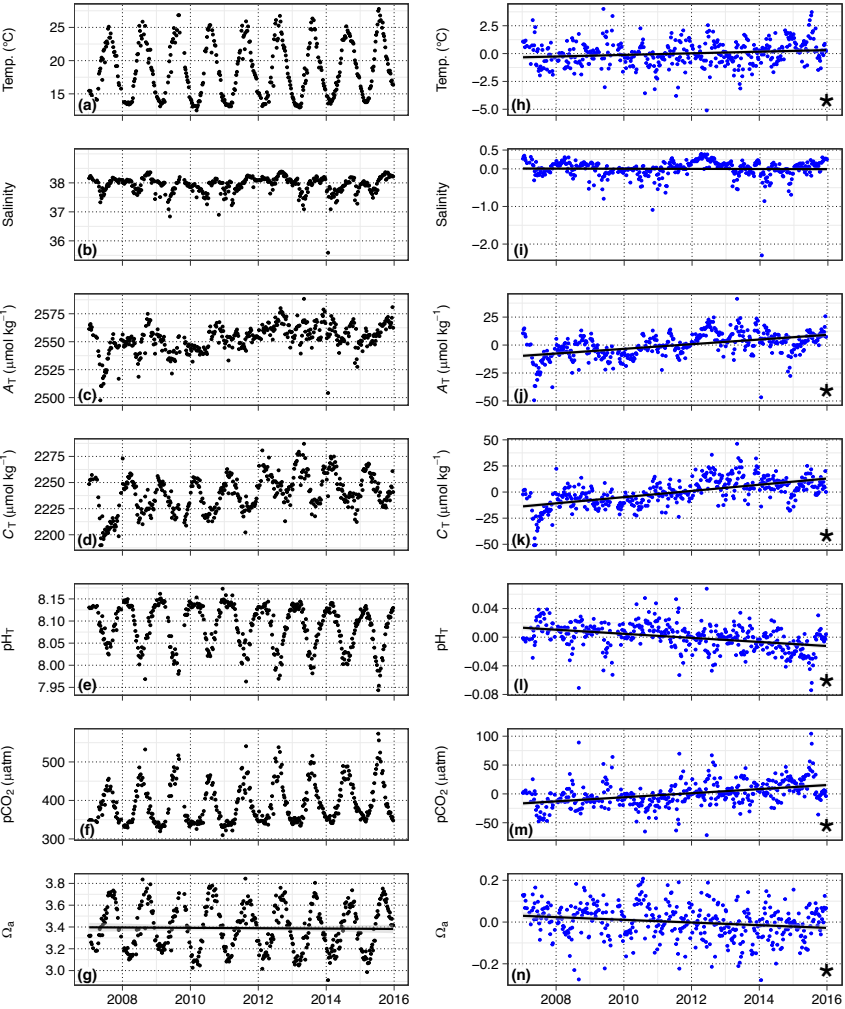 25
20
15
Temp. (°C)
(a)
2.5
0.0
−2.5
−5.0
Temp. (°C)
(h)
*
38
37
36
Salinity
(b)
0.5
0.0
−1.0
−2.0
Salinity
(i)
2575
2550
2525
2500
A_T (µmol kg⁻¹)
(c)
25
0
−25
−50
A_T (µmol kg⁻¹)
(j)
*
2275
2250
2225
2200
C_T (µmol kg⁻¹)
(d)
50
25
0
−25
−50
C_T (µmol kg⁻¹)
(k)
*
8.15
8.10
8.05
8.00
7.95
pH_T
(e)
0.04
0.00
−0.04
−0.08
pH_T
(l)
*
500
400
300
pCO₂ (µatm)
(f)
100
50
0
−50
pCO₂ (µatm)
(m)
*
3.8
3.6
3.4
3.2
3.0
Ωₐ
(g)
0.2
0.0
−0.2
Ωₐ
(n)
*
2008 2010 2012 2014 2016
2008 2010 2012 2014 2016